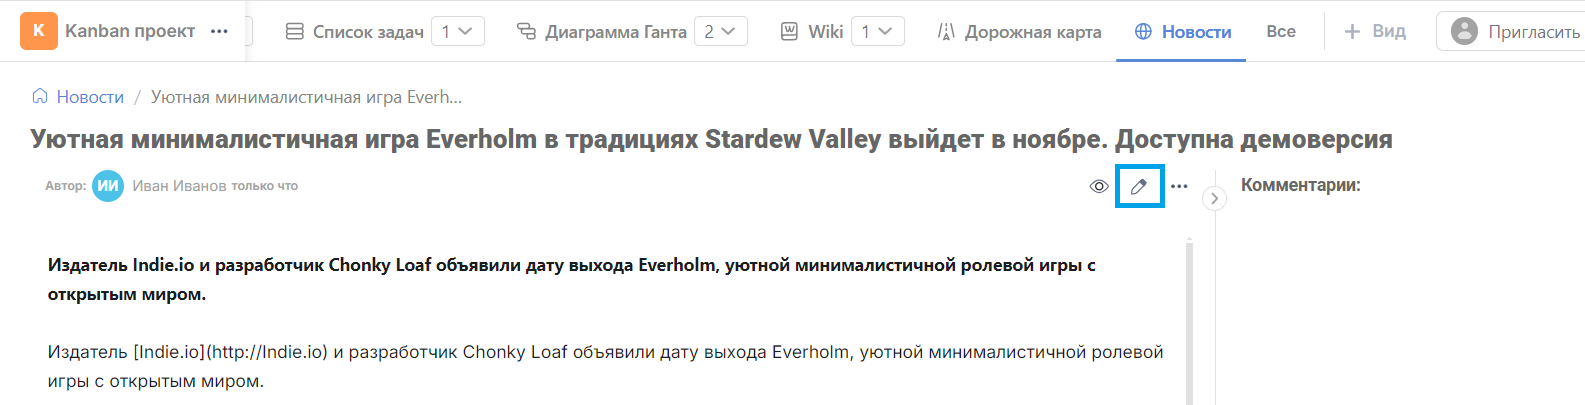 K Kanban проект ··· Список задач 1 Диаграмма Ганта 2 Wiki 1 Дорожная карта Новости Все + Вид Пригласить
Новости / Уютная минималистичная игра Everh...
Уютная минималистичная игра Everholm в традициях Stardew Valley выйдет в ноябре. Доступна демоверсия
Автор: ИИ Иван Иванов только что
Комментарии:
Издатель Indie.io и разработчик Chonky Loaf объявили дату выхода Everholm, уютной минималистичной ролевой игры с
открытым миром.
Издатель [Indie.io](http://Indie.io) и разработчик Chonky Loaf объявили дату выхода Everholm, уютной минималистичной ролевой
игры с открытым миром.